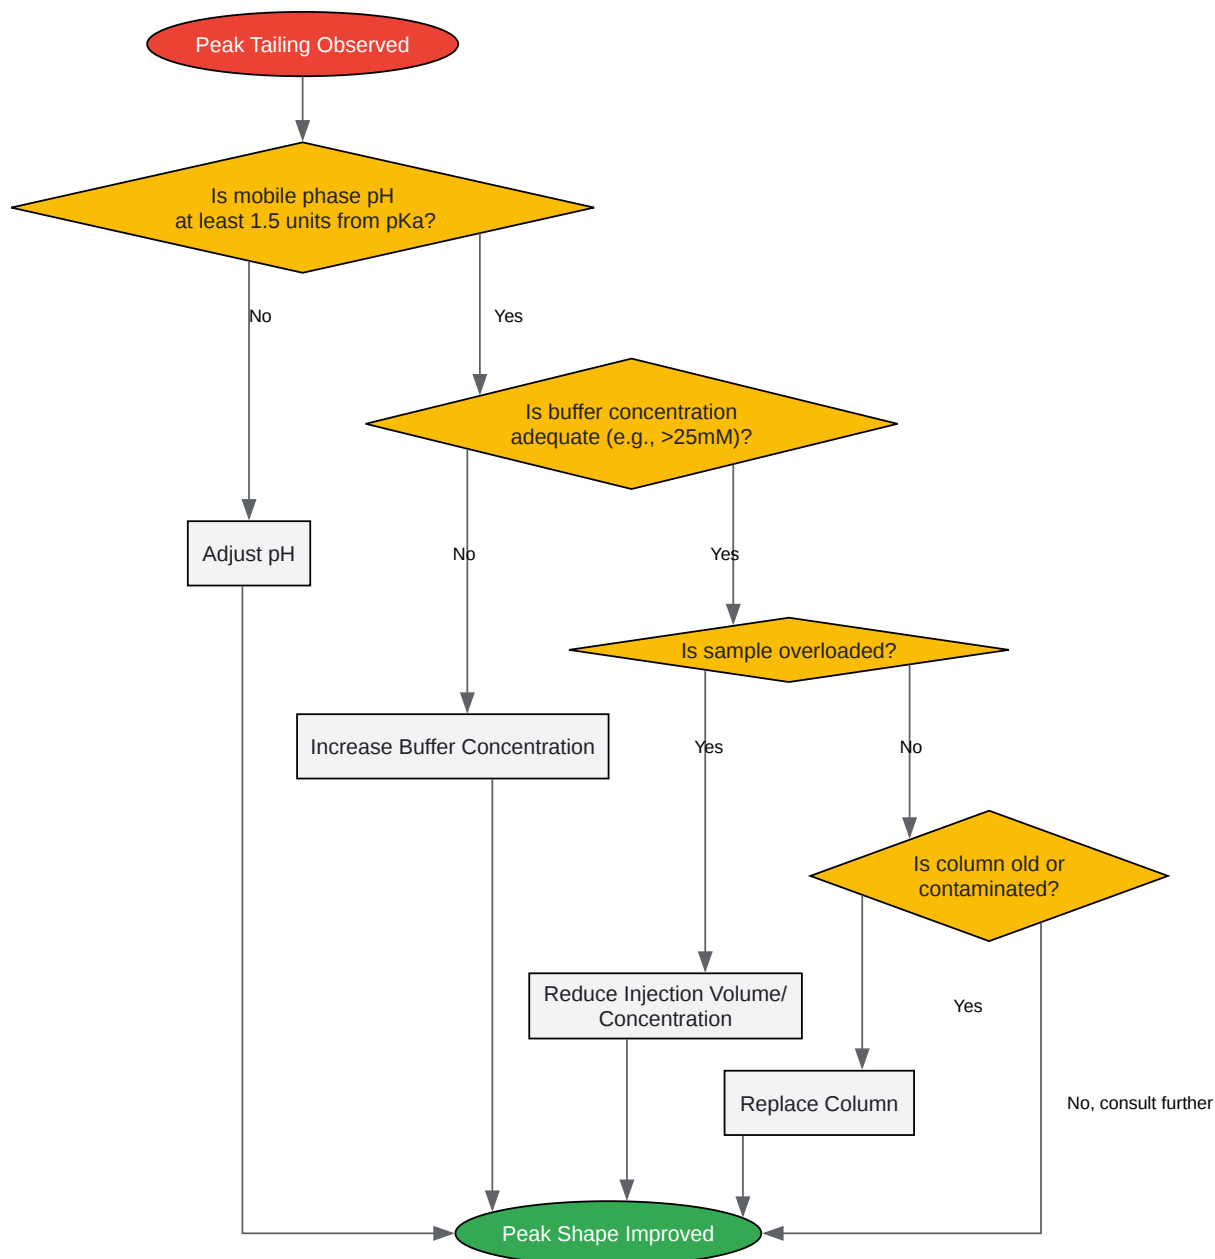 Peak Tailing Observed
Is mobile phase pH
at least 1.5 units from pKa?
No
Yes
Is buffer concentration
adequate (e.g., >25mM)?
Adjust pH
No
Yes
Is sample overloaded?
Increase Buffer Concentration
Yes
No
Is column old or
contaminated?
Reduce Injection Volume/
Concentration
Yes
Replace Column
No, consult further
Peak Shape Improved